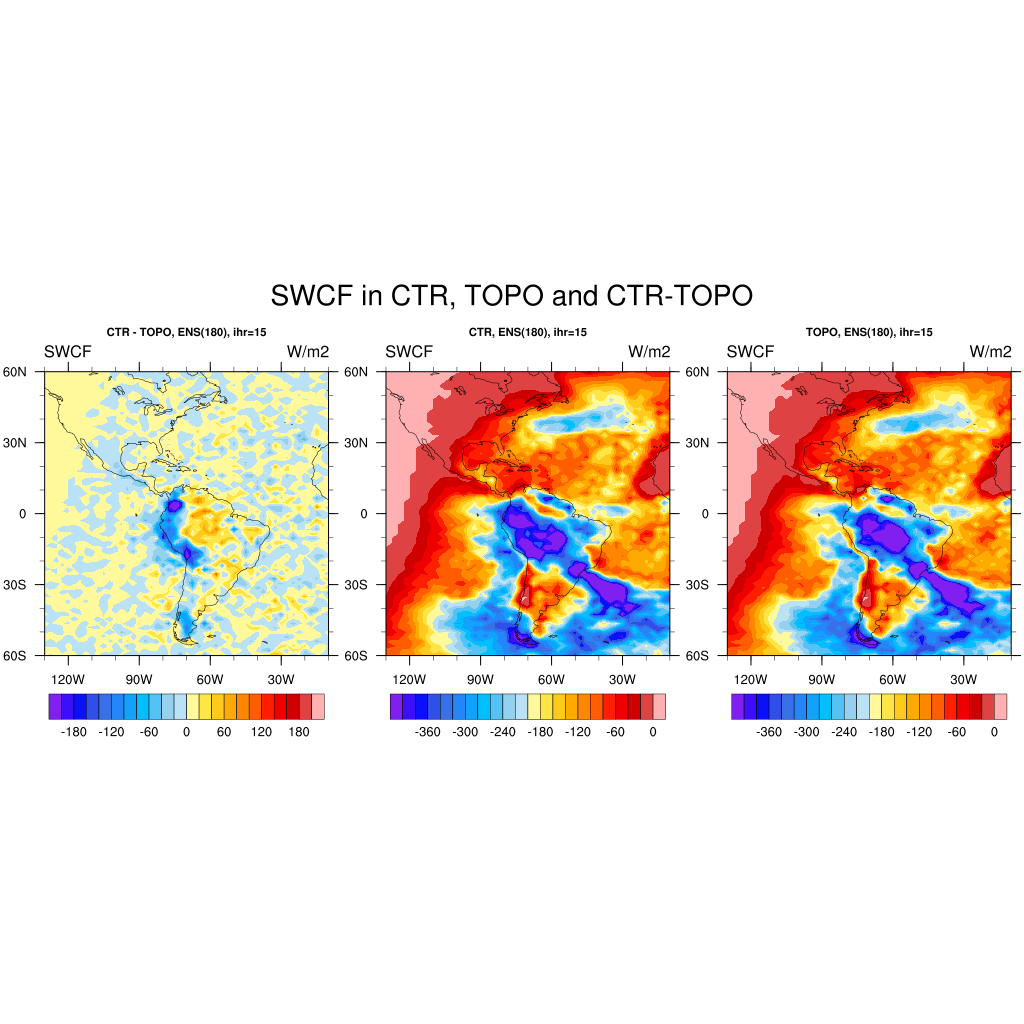 SWCF in CTR, TOPO and CTR-TOPO
CTR - TOPO, ENS(180), ihr=15
SWCF W/m2
60N
30N
0
30S
60S
120W 90W 60W 30W
-180 -120 -60 0 60 120 180
CTR, ENS(180), ihr=15
SWCF W/m2
60N
30N
0
30S
60S
120W 90W 60W 30W
-360 -300 -240 -180 -120 -60 0
TOPO, ENS(180), ihr=15
SWCF W/m2
60N
30N
0
30S
60S
120W 90W 60W 30W
-360 -300 -240 -180 -120 -60 0